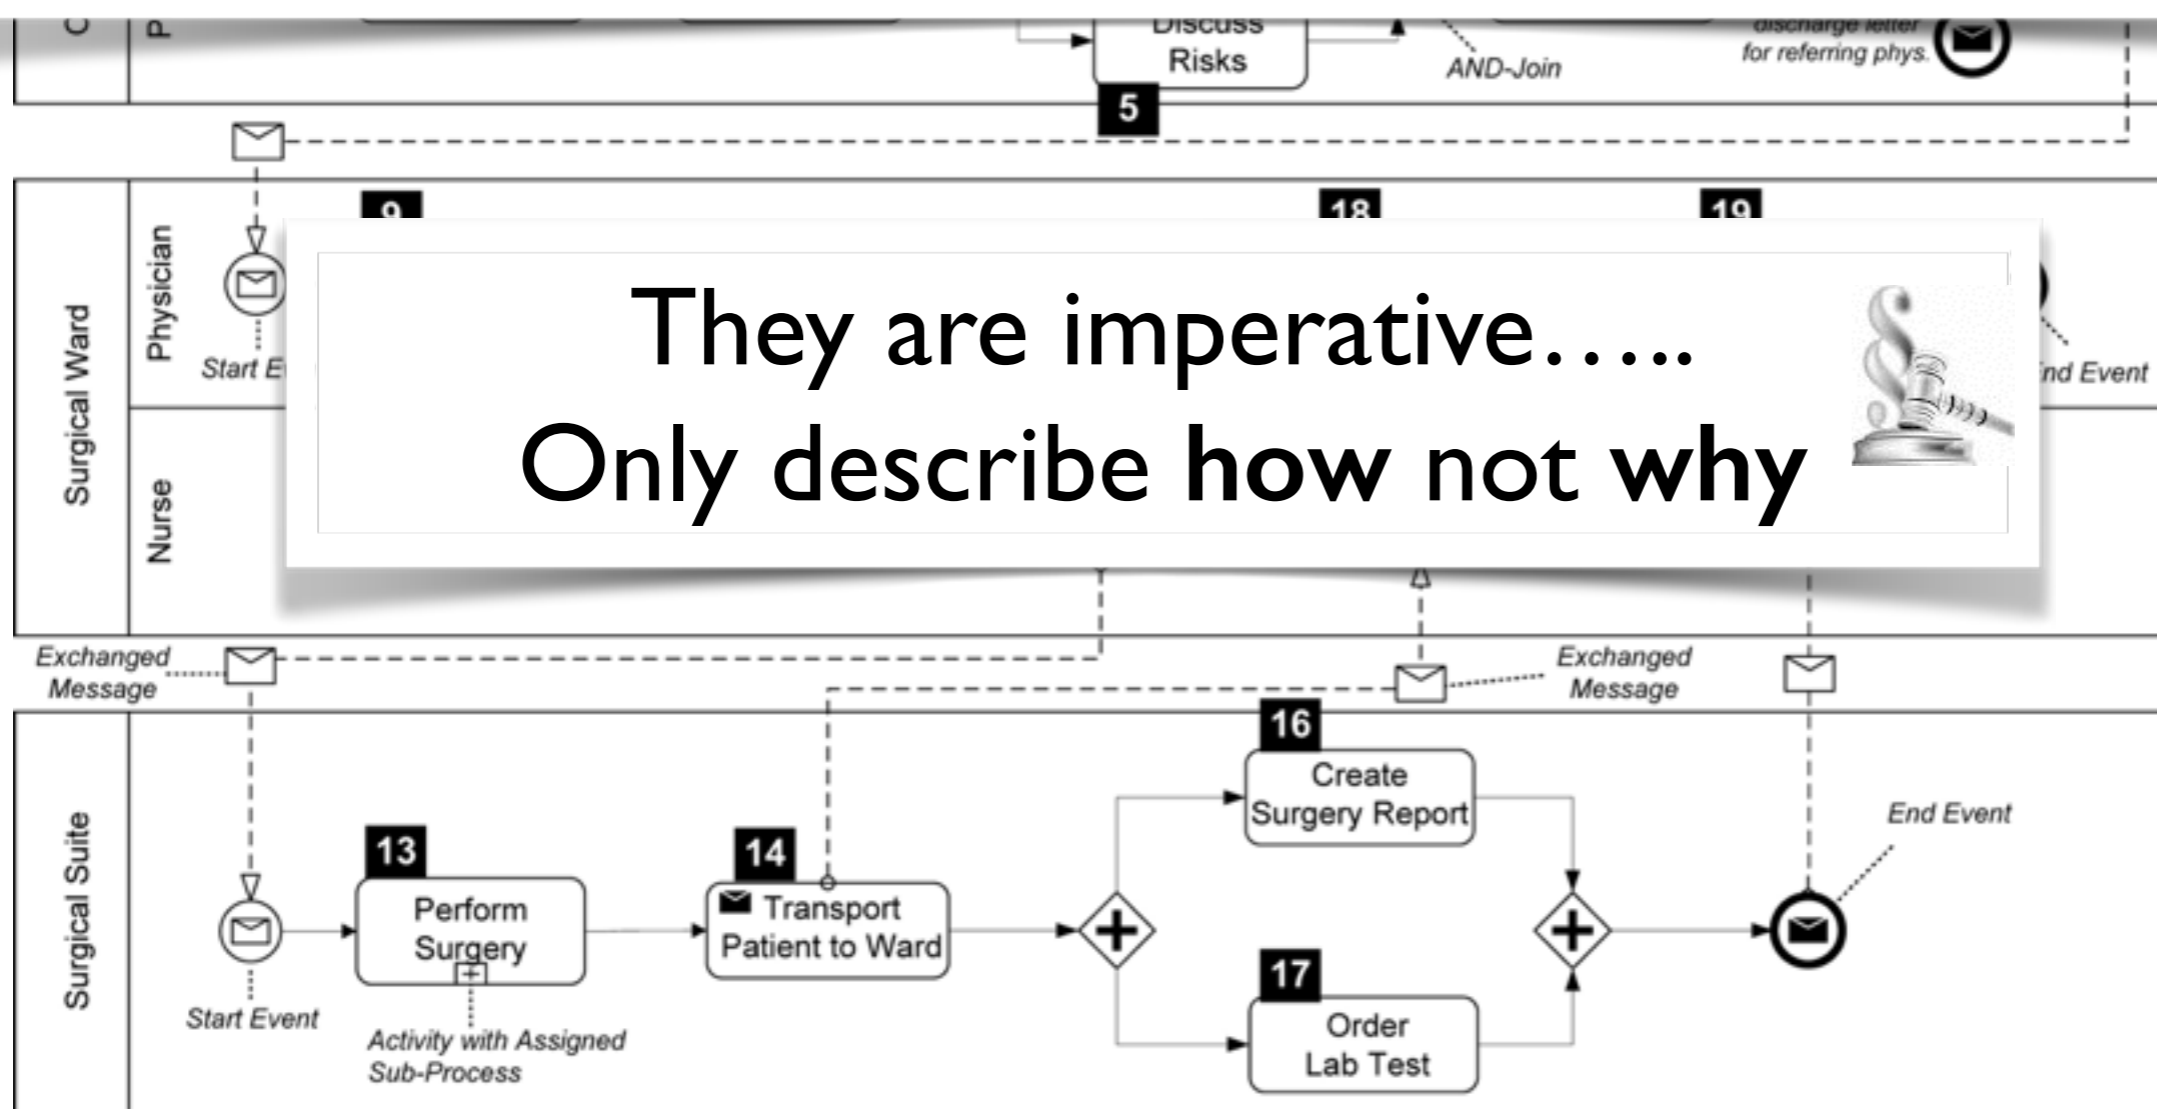 Discuss
Risks
AND-Join
discharge letter
for referring phys.
5
Surgical Ward
Physician
Nurse
9
18
19
Start E
nd Event
They are imperative.....
Only describe how not why
Exchanged
Message
Exchanged
Message
Surgical Suite
13
Perform
Surgery
14
Transport
Patient to Ward
16
Create
Surgery Report
17
Order
Lab Test
End Event
Start Event
Activity with Assigned
Sub-Process